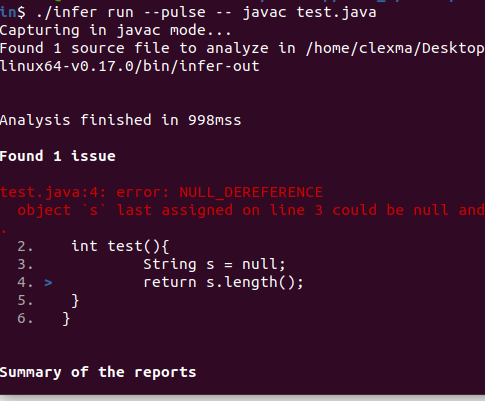 in$ ./infer run --pulse -- javac test.java
Capturing in javac mode...
Found 1 source file to analyze in /home/clexma/Desktop
linux64-v0.17.0/bin/infer-out
Analysis finished in 998mss
Found 1 issue
test.java:4: error: NULL_DEREFERENCE
object `s` last assigned on line 3 could be null and
.
2. int test(){
3. String s = null;
4. > return s.length();
5. }
6. }
Summary of the reports